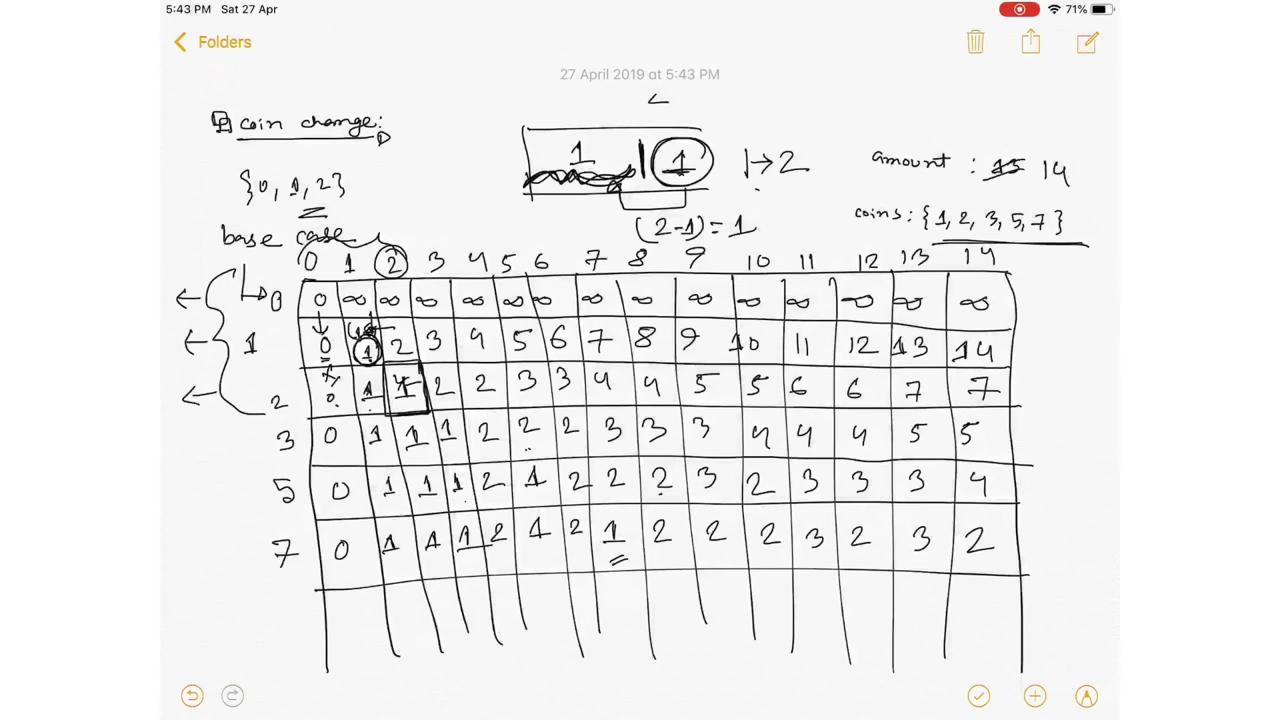 5:43 PM Sat 27 Apr 71%
Folders
27 April 2019 at 5:43 PM
coin change:
1 | 1 1→2 amount : 15 14
{0, 1, 2}
coins: {1, 2, 3, 5, 7}
(2-1) = 1
base case
0 1 2 3 4 5 6 7 8 9 10 11 12 13 14
0 0 ∞ ∞ ∞ ∞ ∞ ∞ ∞ ∞ ∞ ∞ ∞ ∞ ∞ ∞
1 0 1 2 3 4 5 6 7 8 9 10 11 12 13 14
2 0 1 1 2 2 3 3 4 4 5 5 6 6 7 7
3 0 1 1 1 2 2 2 3 3 3 4 4 4 5 5
5 0 1 1 1 2 1 2 2 2 3 2 3 3 3 4
7 0 1 1 1 2 1 2 1 2 2 2 3 2 3 2